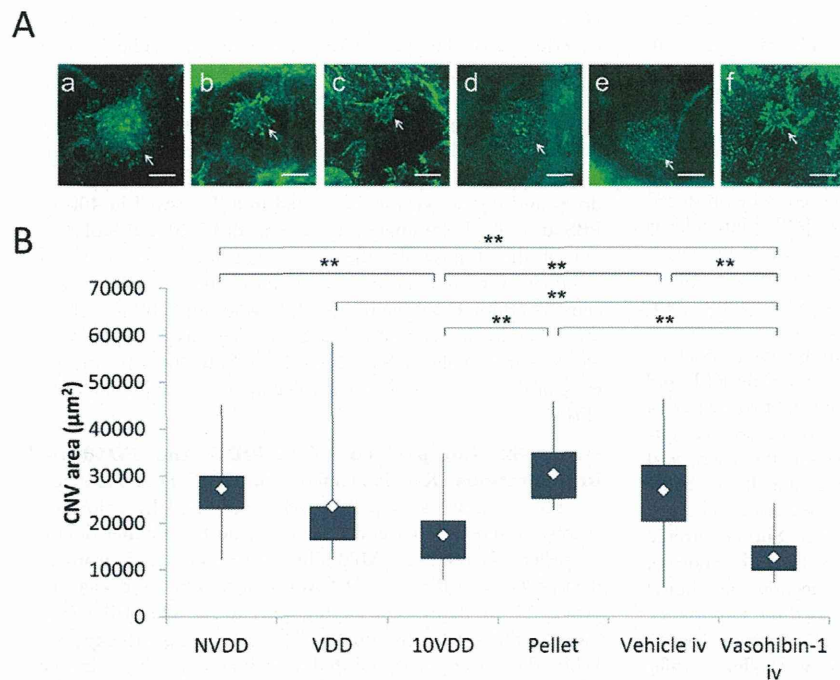 A
a b c d e f
B
**
** ** **
**
** **
70000
60000
50000
40000
30000
20000
10000
0
CNV area (µm²)
NVDD VDD 10VDD Pellet Vehicle iv Vasohibin-1
iv